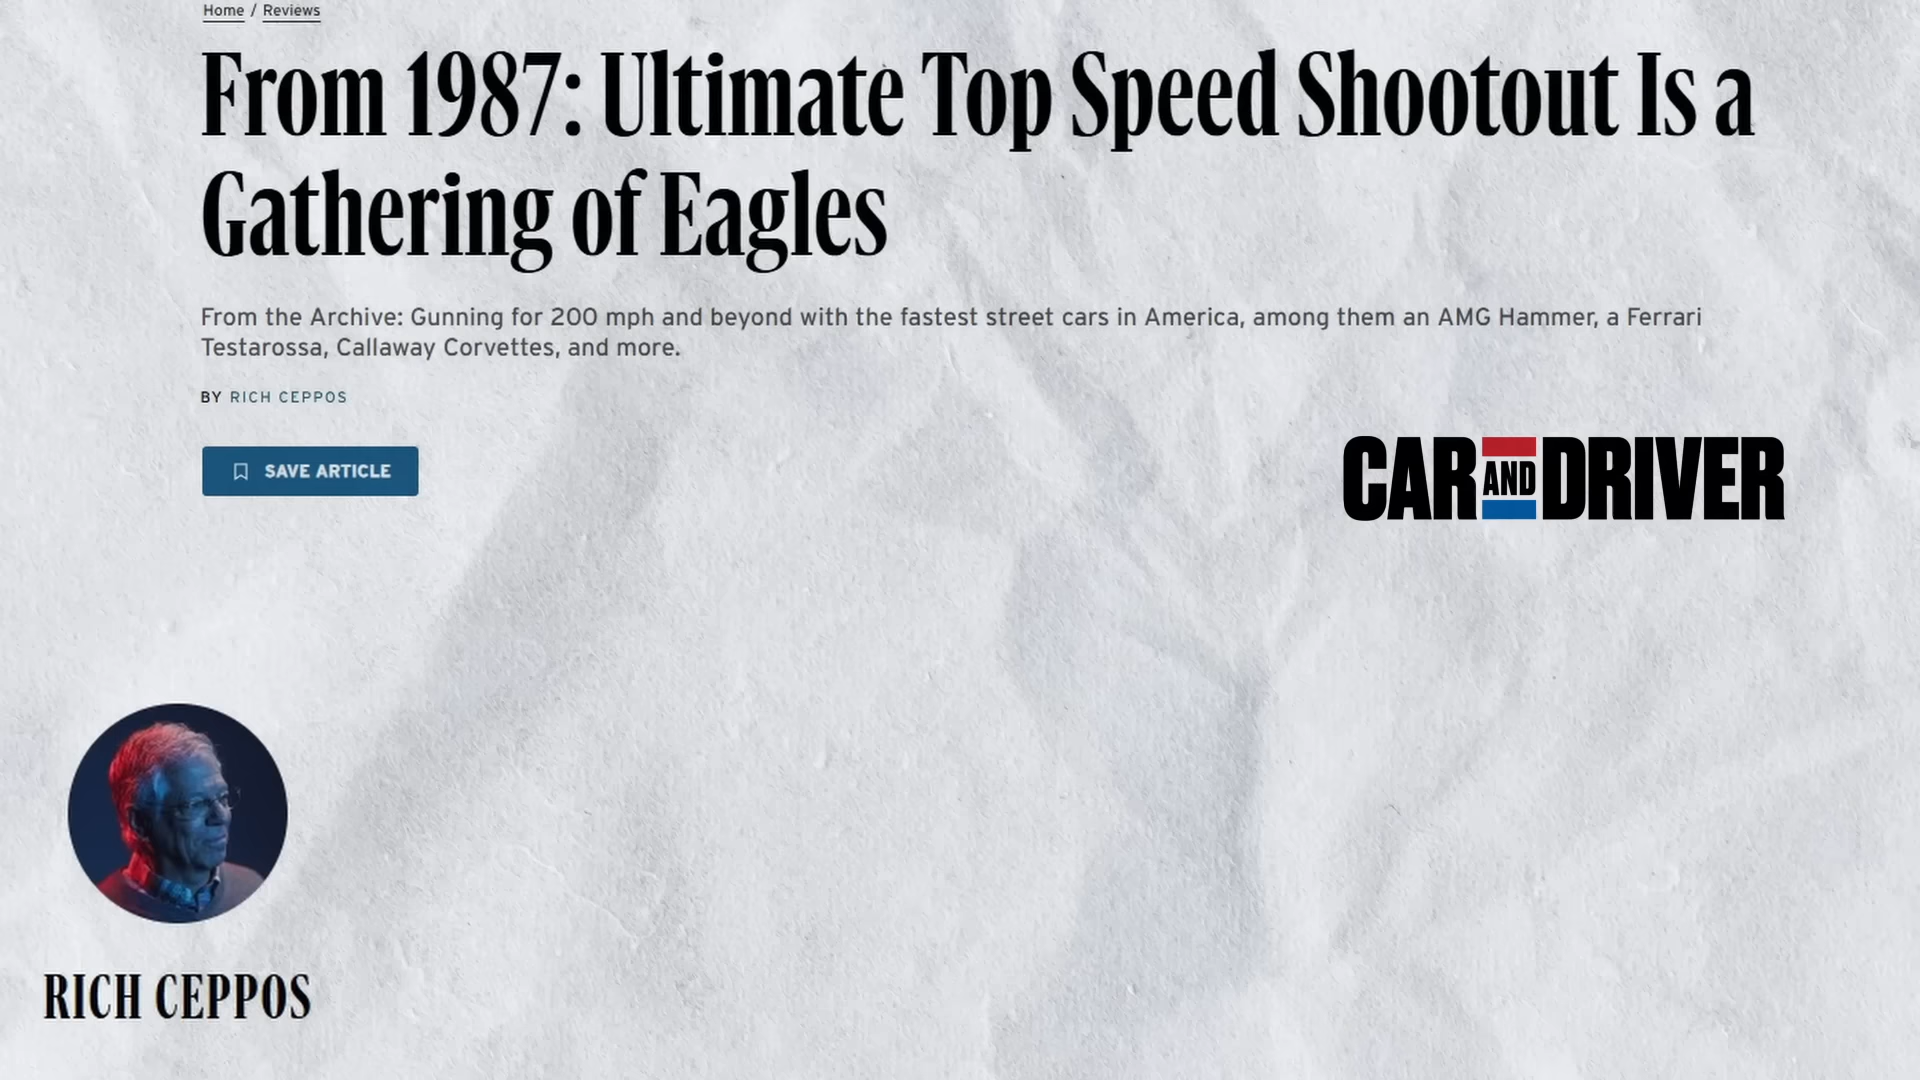 Home / Reviews
From 1987: Ultimate Top Speed Shootout Is a
Gathering of Eagles
From the Archive: Gunning for 200 mph and beyond with the fastest street cars in America, among them an AMG Hammer, a Ferrari
Testarossa, Callaway Corvettes, and more.
BY RICH CEPPOS
SAVE ARTICLE
CAR AND DRIVER
RICH CEPPOS